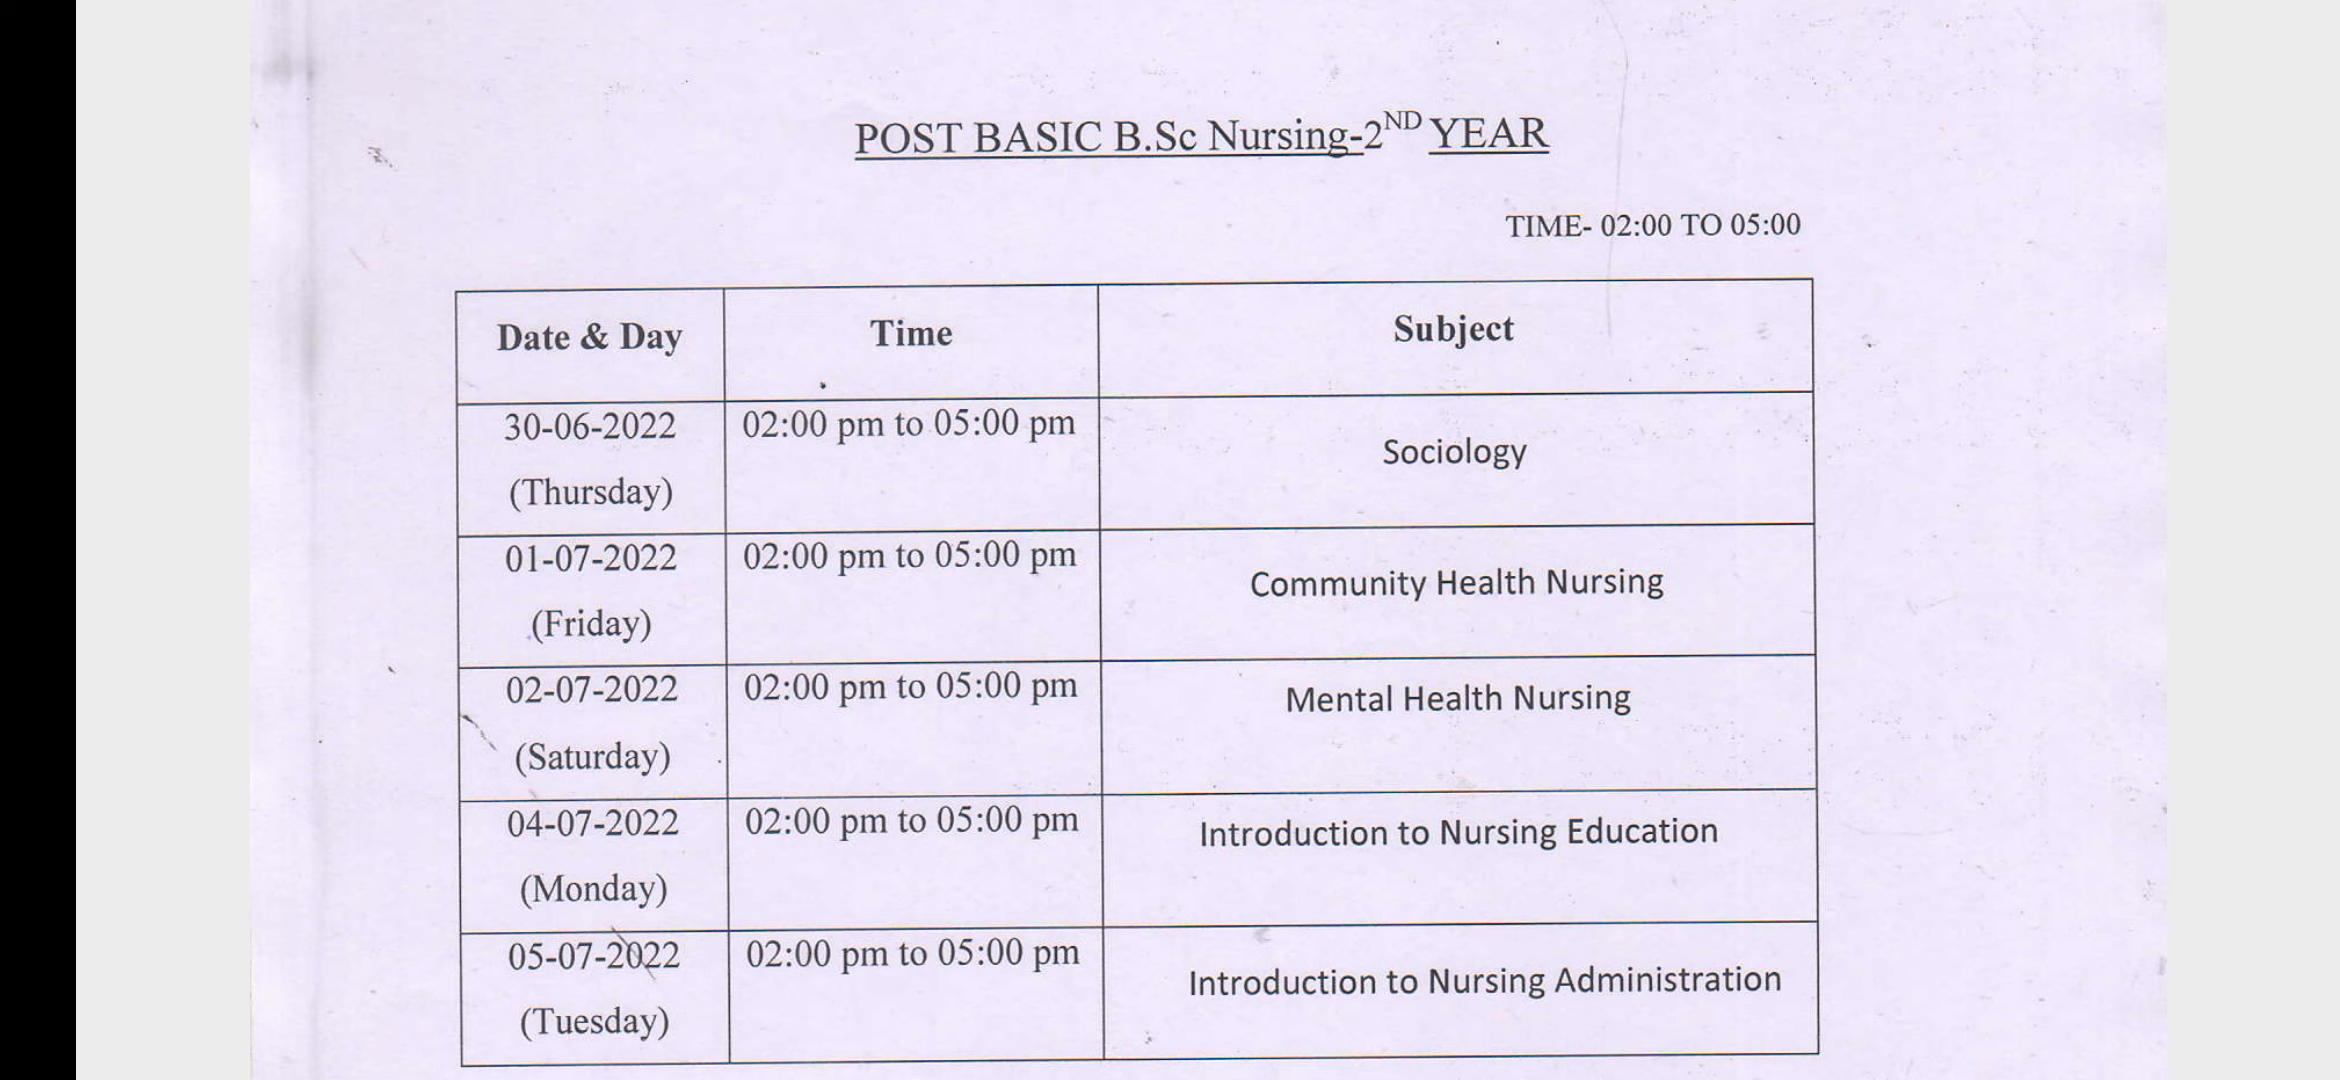 POST BASIC B.Sc Nursing-2ND YEAR
TIME- 02:00 TO 05:00
Date & Day Time Subject
30-06-2022 02:00 pm to 05:00 pm
Sociology
(Thursday)
01-07-2022 02:00 pm to 05:00 pm
Community Health Nursing
(Friday)
02-07-2022 02:00 pm to 05:00 pm
Mental Health Nursing
(Saturday)
04-07-2022 02:00 pm to 05:00 pm
Introduction to Nursing Education
(Monday)
05-07-2022 02:00 pm to 05:00 pm
Introduction to Nursing Administration
(Tuesday)